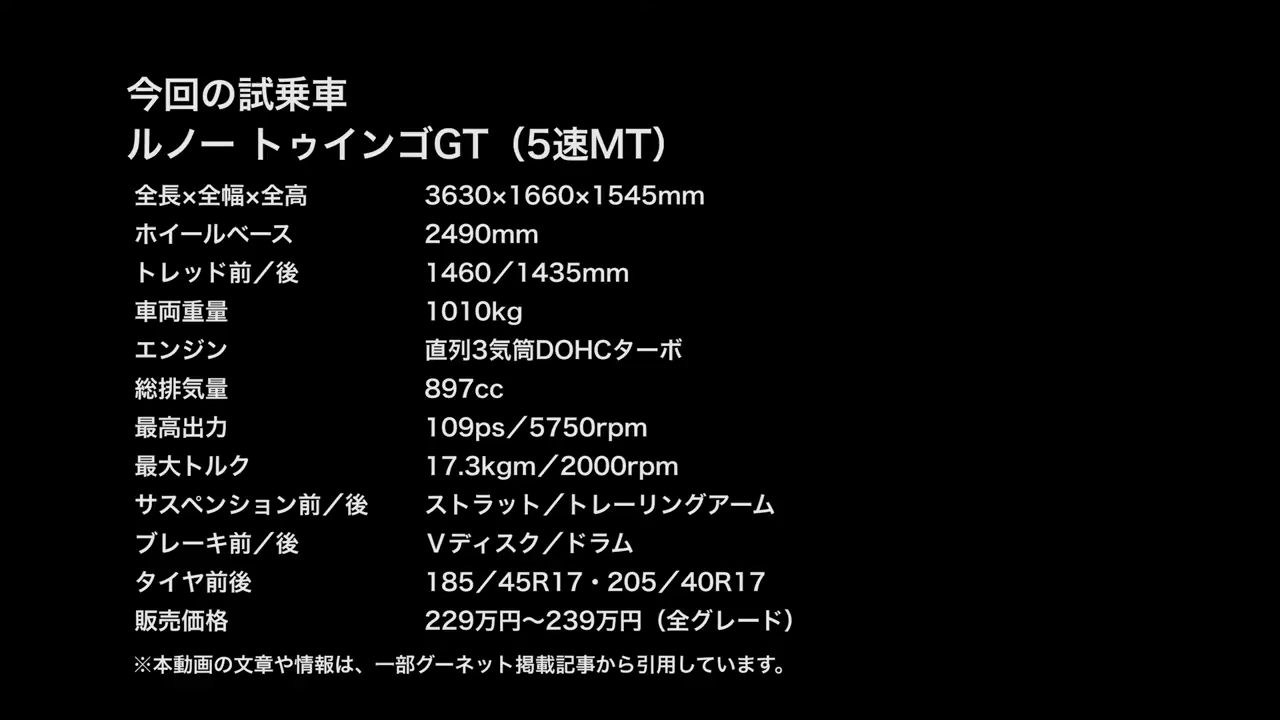 今回の試乗車
ルノー トゥインゴGT（5速MT）
全長×全幅×全高 3630×1660×1545mm
ホイールベース 2490mm
トレッド前／後 1460／1435mm
車両重量 1010kg
エンジン 直列3気筒DOHCターボ
総排気量 897cc
最高出力 109ps／5750rpm
最大トルク 17.3kgm／2000rpm
サスペンション前／後 ストラット／トレーリングアーム
ブレーキ前／後 Ｖディスク／ドラム
タイヤ前後 185／45R17・205／40R17
販売価格 229万円〜239万円（全グレード）
※本動画の文章や情報は、一部グーネット掲載記事から引用しています。